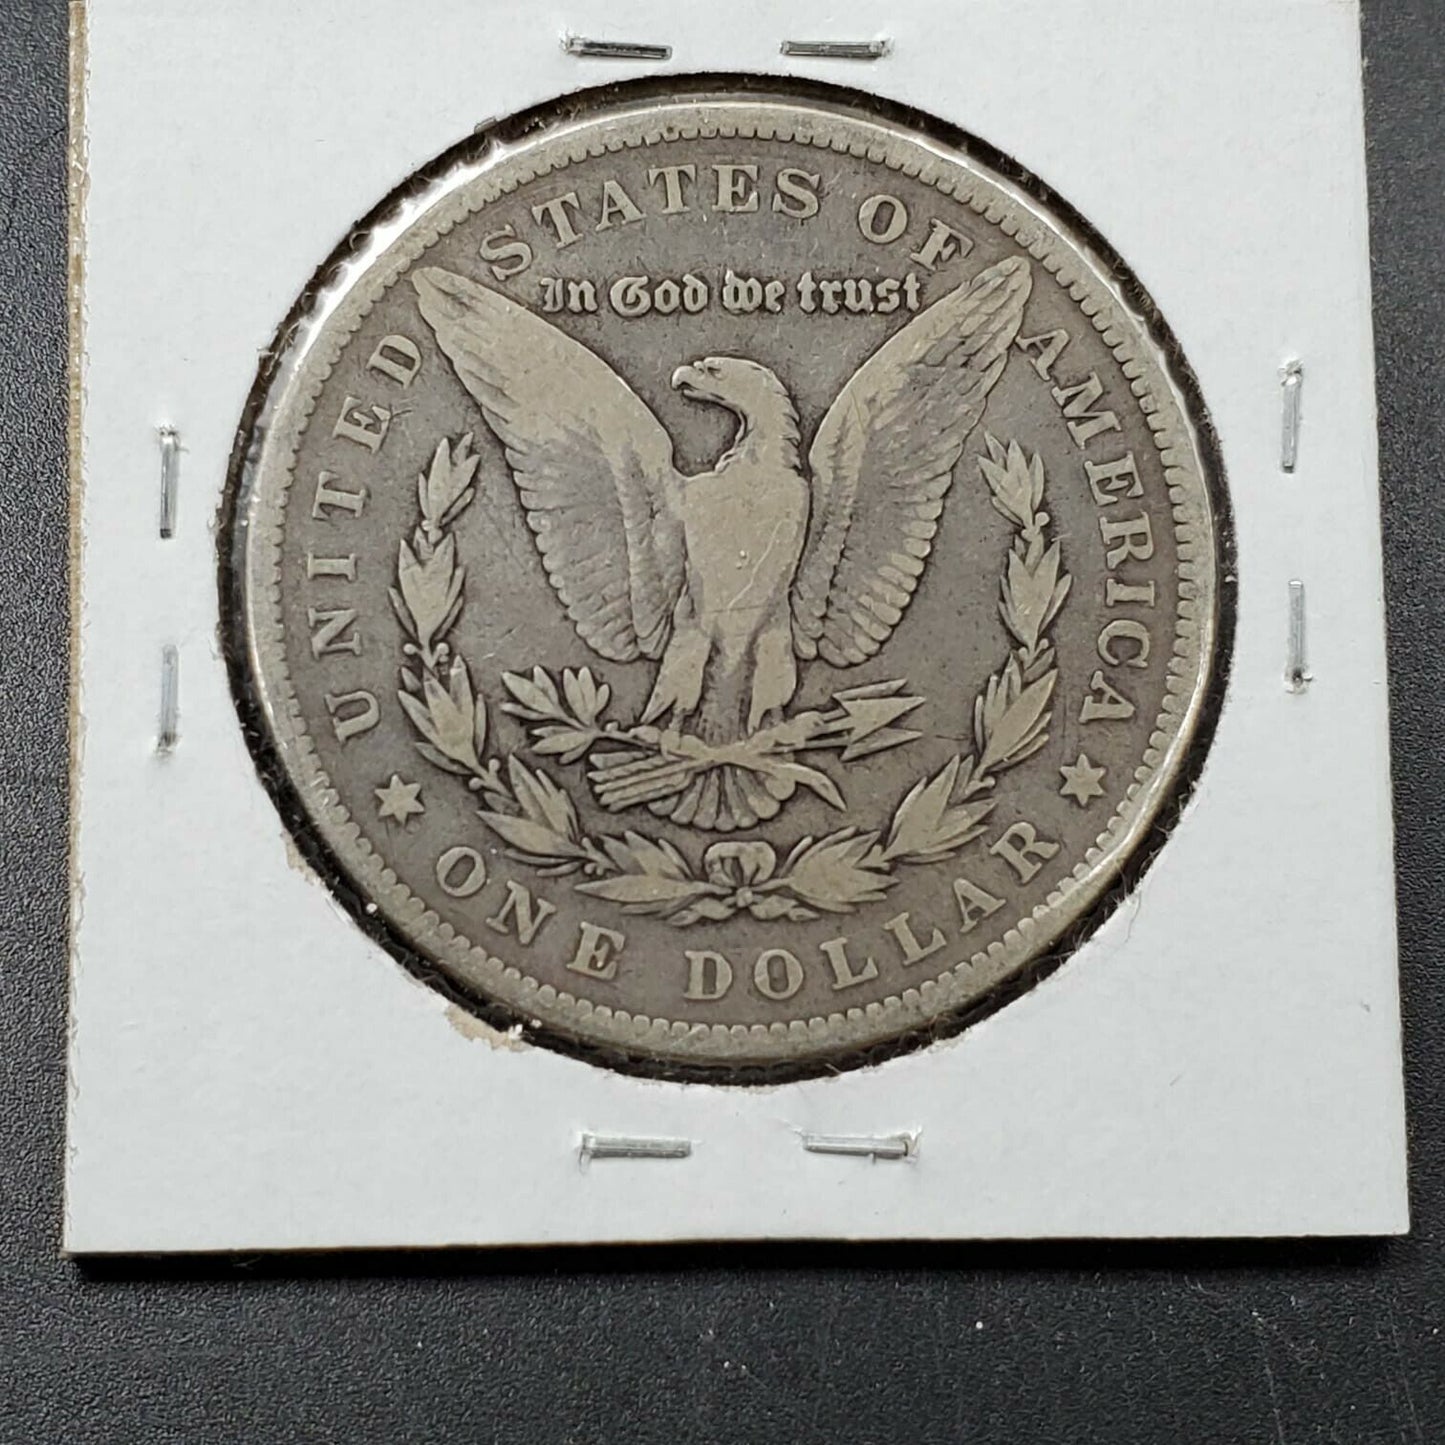 UNITED STATES OF AMERICA
In God we trust
ONE DOLLAR